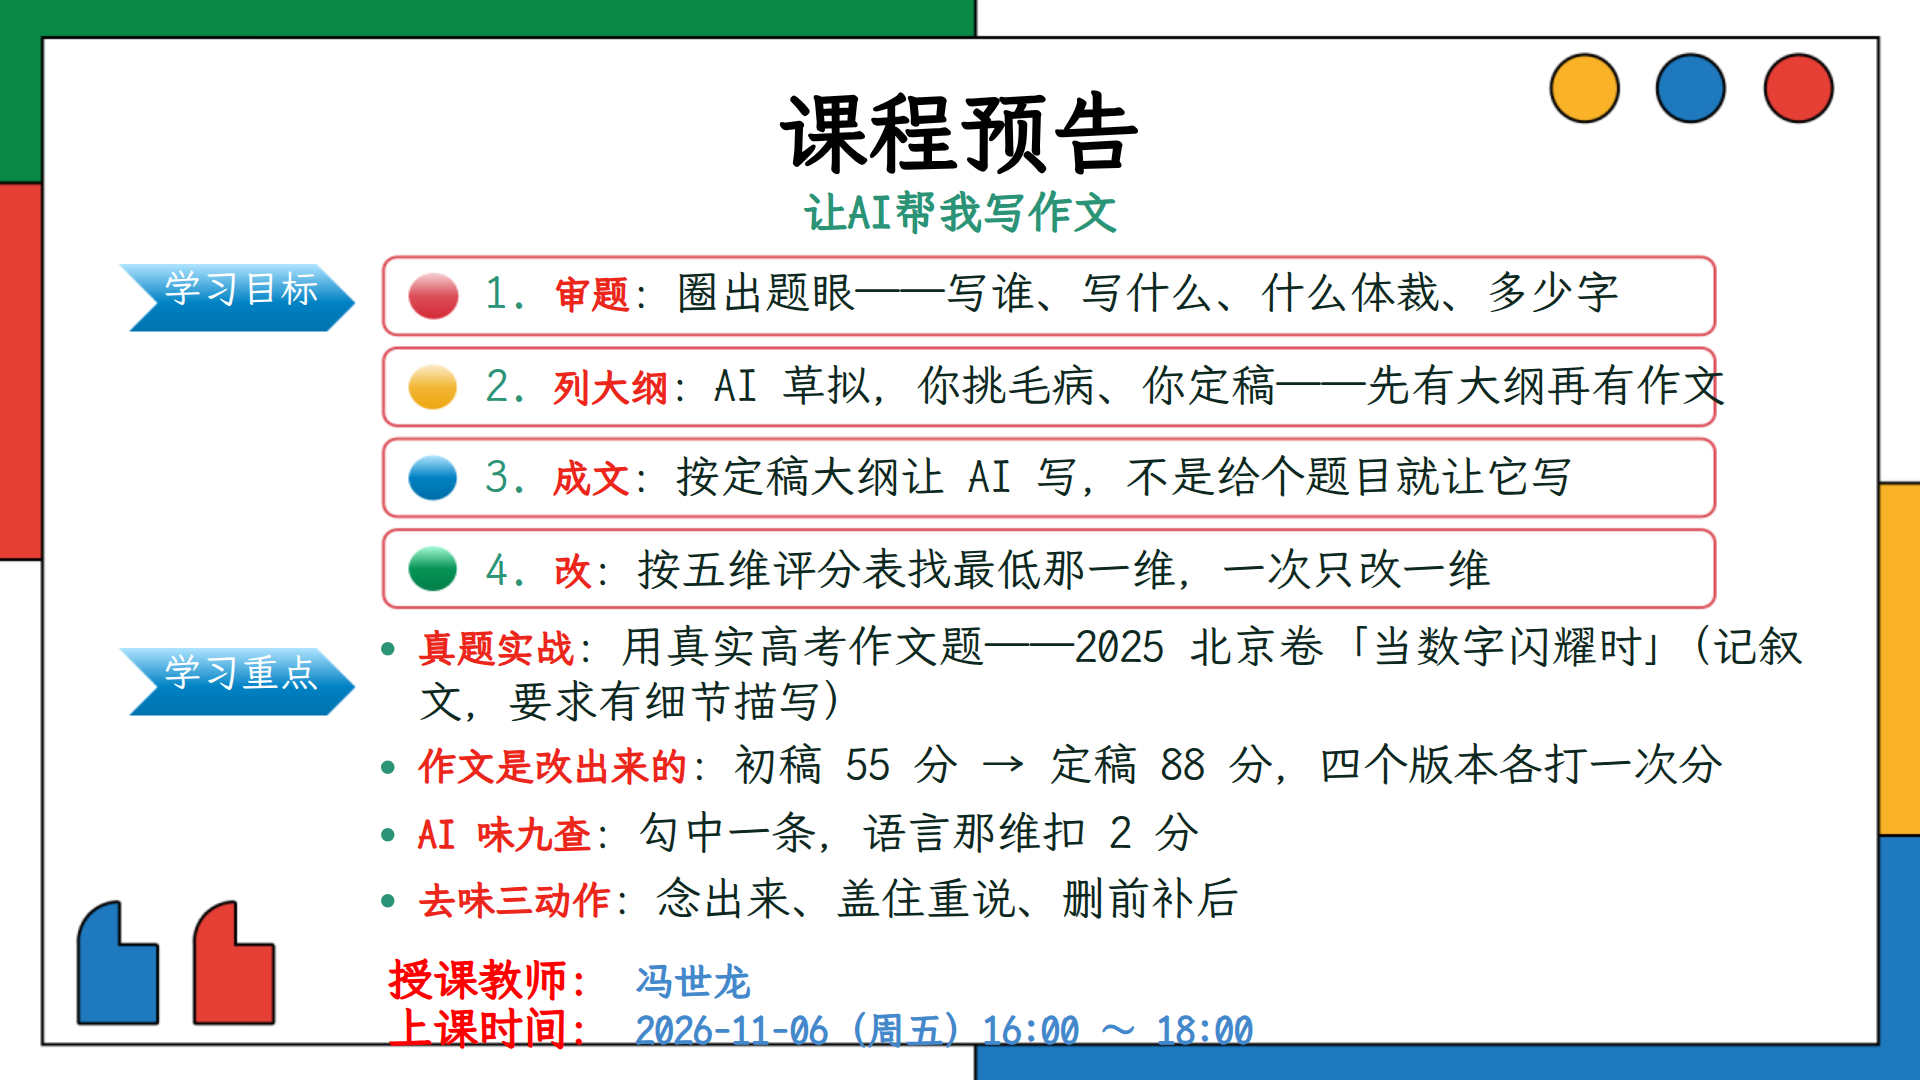 课程预告
让AI帮我写作文
学习目标
1. 审题：圈出题眼——写谁、写什么、什么体裁、多少字
2. 列大纲：AI 草拟，你挑毛病、你定稿——先有大纲再有作文
3. 成文：按定稿大纲让 AI 写，不是给个题目就让它写
4. 改：按五维评分表找最低那一维，一次只改一维
学习重点
• 真题实战：用真实高考作文题——2025 北京卷「当数字闪耀时」（记叙
文，要求有细节描写）
• 作文是改出来的：初稿 55 分 → 定稿 88 分，四个版本各打一次分
• AI 味九查：勾中一条，语言那维扣 2 分
• 去味三动作：念出来、盖住重说、删前补后
授课教师： 冯世龙
上课时间： 2026-11-06（周五）16:00 ～ 18:00